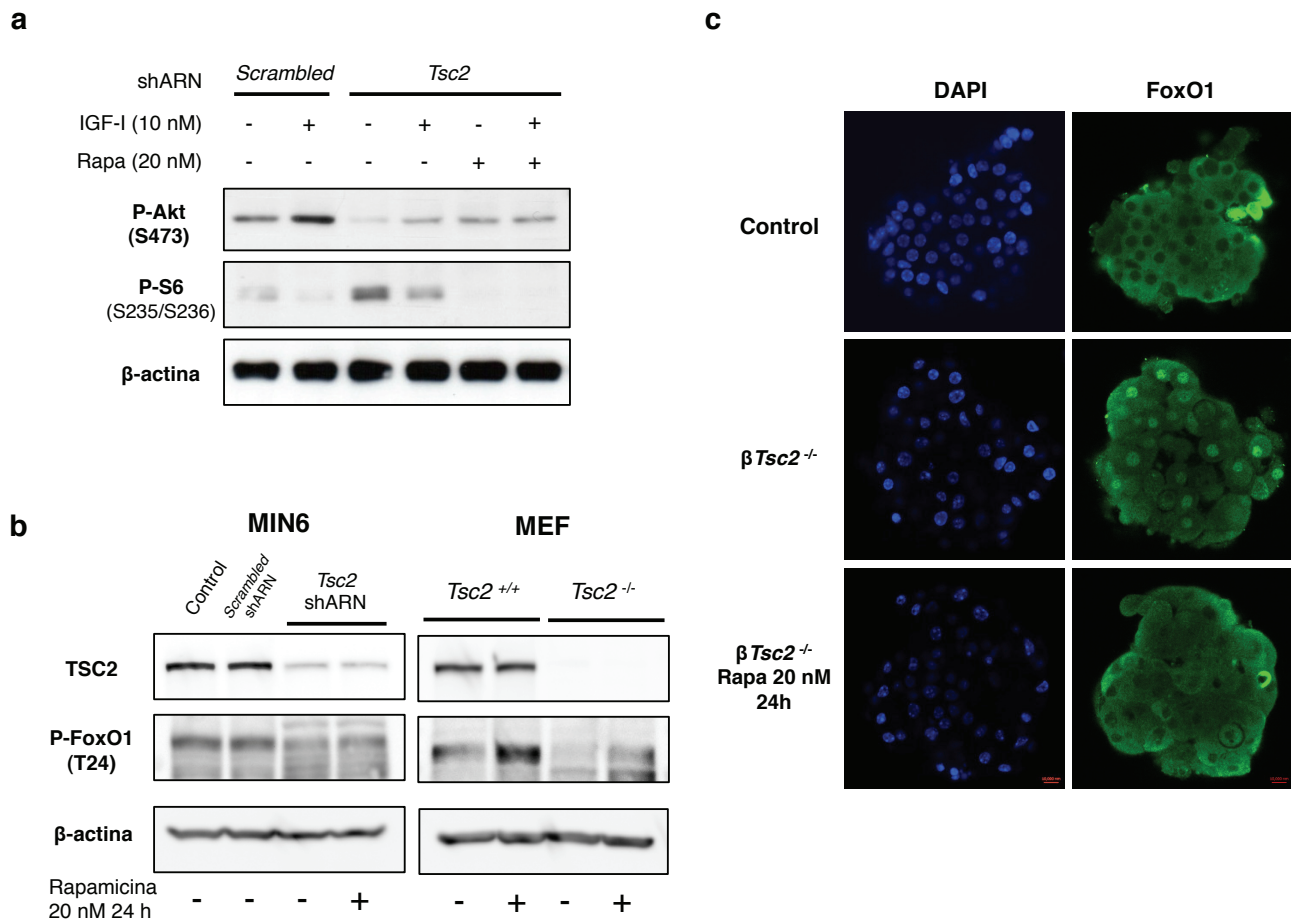 a
shARN Scrambled Tsc2
IGF-I (10 nM) - + - + - +
Rapa (20 nM) - - - - + +
P-Akt
(S473)
P-S6
(S235/S236)
β-actina
b
MIN6 MEF
Control
Scrambled
shARN
Tsc2
shARN
Tsc2 +/+ Tsc2 -/-
TSC2
P-FoxO1
(T24)
β-actina
Rapamicina
20 nM 24 h
- - - + - + - +
c
DAPI FoxO1
Control
βTsc2 -/-
βTsc2 -/-
Rapa 20 nM
24h